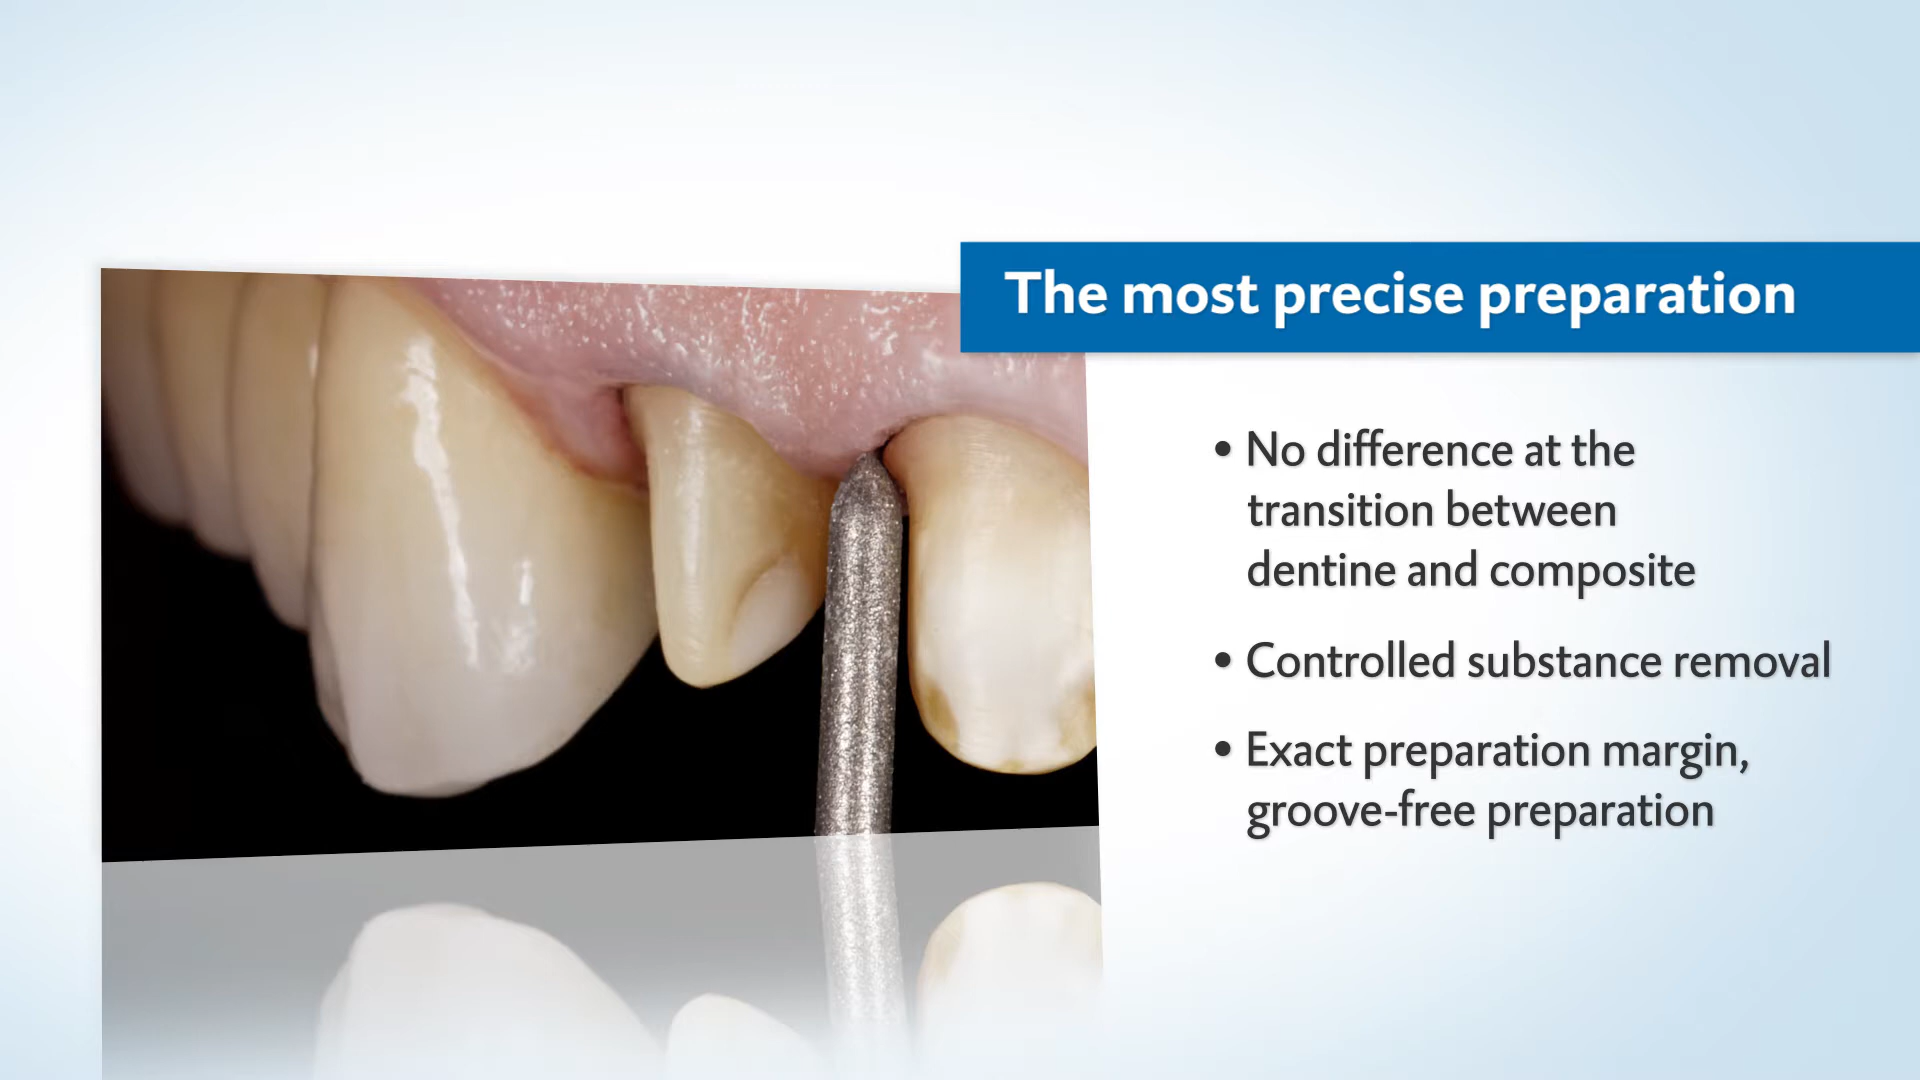 The most precise preparation
• No difference at the
transition between
dentine and composite
• Controlled substance removal
• Exact preparation margin,
groove-free preparation